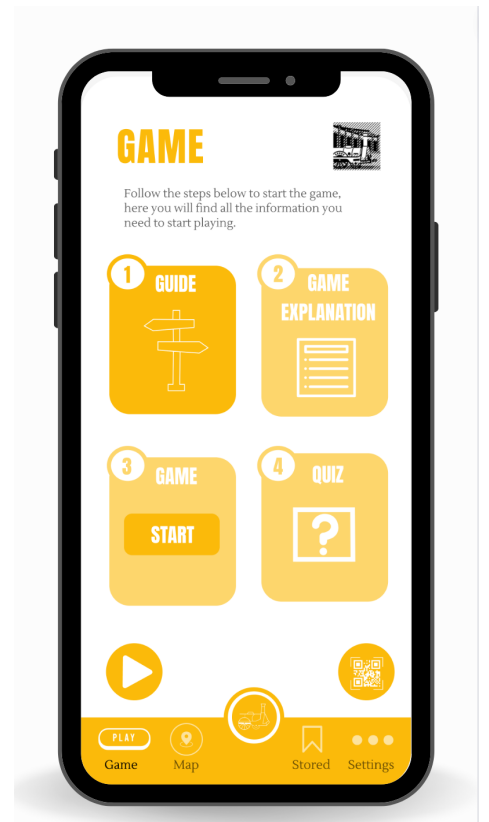 GAME
Follow the steps below to start the game,
here you will find all the information you
need to start playing.
1
GUIDE
2
GAME
EXPLANATION
3
GAME
START
4
QUIZ
?
PLAY
Game
Map
Stored
Settings